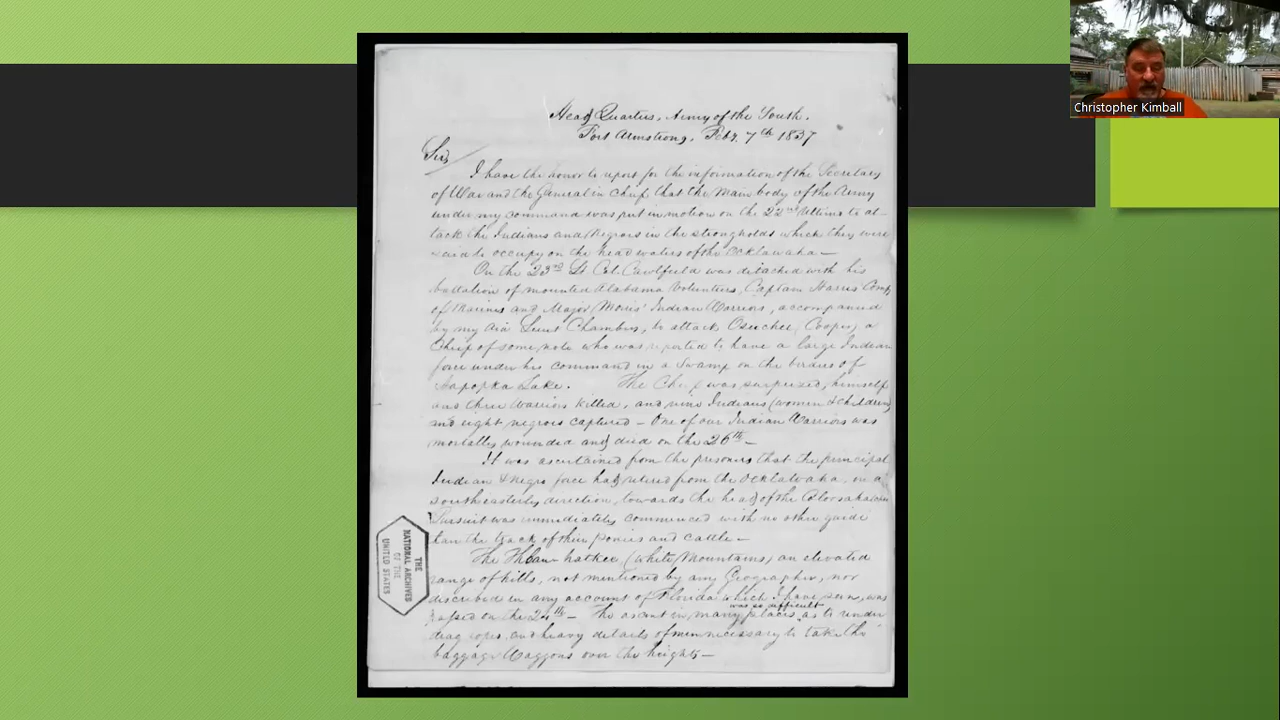 Head Quarters, Army of the South.
Fort Armstrong, Feby. 7th 1837
Sir,
I have the honor to report for the information of the Secretary
of War and the General in Chief that the Main body of the Army
under my command was put in motion on the 22nd Ultimo to at-
tack the Indians and Negroes in the strongholds which they were
said to occupy on the head waters of the Ocklawaha—
On the 23rd Lt Col. Cawlfield was detached with his
battalion of mounted Alabama Volunteers, Captain Harris' Comp
of Marines and Major Morris' Indian Warriors, accompanied
by my Aid Lieut Chambers, to attack Osuchee (Cooper) a
Chief of some note who was reported to have a large Indian
force under his command in a Swamp on the borders of
Aapopka Lake. The Chief was surprized, himself
and three Warriors killed, and nine Indians (women & children)
and eight negroes captured — One of our Indian Warriors was
mortally wounded and died on the 26th—
It was ascertained from the prisoners that the principal
Indian & Negro force had retired from the Ocklawaha, in a
southeasterly direction, towards the head of the
Pursuit was immediately commenced with no other guide
than the track of their ponies and cattle—
The hatkee (White Mountains) an elevated
range of hills, not mentioned by any Geographer, nor
discribed in any account of Florida which I have seen, was
passed on the 24th— The ascent in many places was so difficult as to render
drag ropes and heavy details of men necessary to take the
baggage Waggons over the heights—
THE
NATIONAL ARCHIVES
OF THE
UNITED STATES
Christopher Kimball